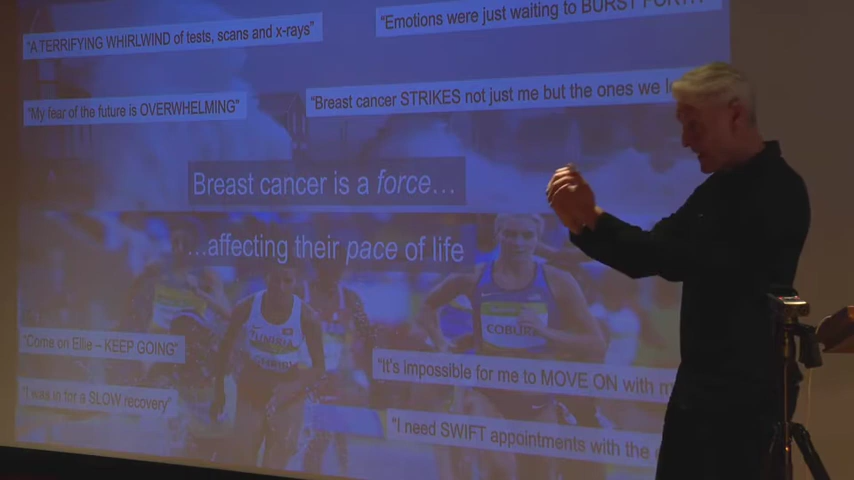 "A TERRIFYING WHIRLWIND of tests, scans and x-rays"
"Emotions were just waiting to BURST FORTH"
"My fear of the future is OVERWHELMING"
"Breast cancer STRIKES not just me but the ones we
Breast cancer is a force...
...affecting their pace of life
COBURN
"Come on Ellie – KEEP GOING"
"It's impossible for me to MOVE ON with
"I was in for a SLOW recovery"
"I need SWIFT appointments with the